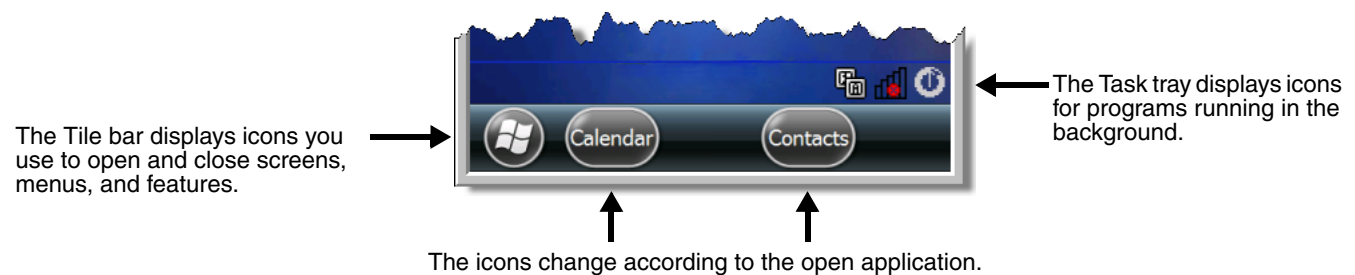 The Task tray displays icons
for programs running in the
background.
The Tile bar displays icons you
use to open and close screens,
menus, and features.
Calendar
Contacts
The icons change according to the open application.